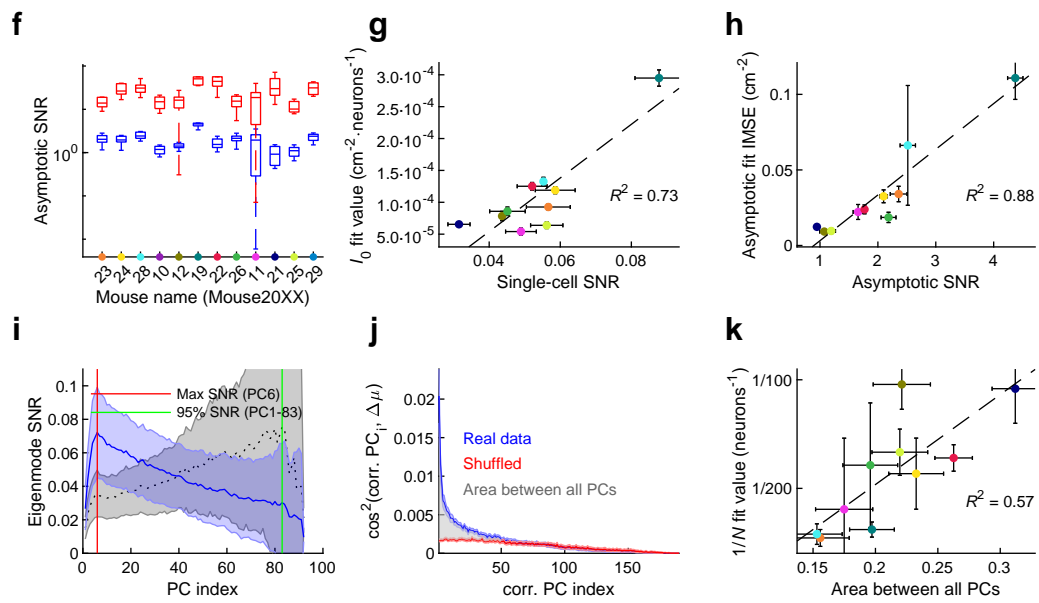 f
Asymptotic SNR
10⁰
23 24 28 10 12 19 22 26 11 21 25 29
Mouse name (Mouse20XX)
g
I₀ fit value (cm⁻²·neurons⁻¹)
3.0·10⁻⁴
2.5·10⁻⁴
2.0·10⁻⁴
1.5·10⁻⁴
1.0·10⁻⁴
5.0·10⁻⁵
R² = 0.73
0.04 0.06 0.08
Single-cell SNR
h
Asymptotic fit IMSE (cm⁻²)
0.1
0.05
0
R² = 0.88
1 2 3 4
Asymptotic SNR
i
Eigenmode SNR
0.1
0.08
0.06
0.04
0.02
0
Max SNR (PC6)
95% SNR (PC1-83)
0 20 40 60 80 100
PC index
j
cos²(corr. PCᵢ, Δμ)
0.02
0.015
0.01
0.005
0
Real data
Shuffled
Area between all PCs
0 50 100 150
corr. PC index
k
1/N fit value (neurons⁻¹)
1/100
1/200
R² = 0.57
0.15 0.2 0.25 0.3
Area between all PCs